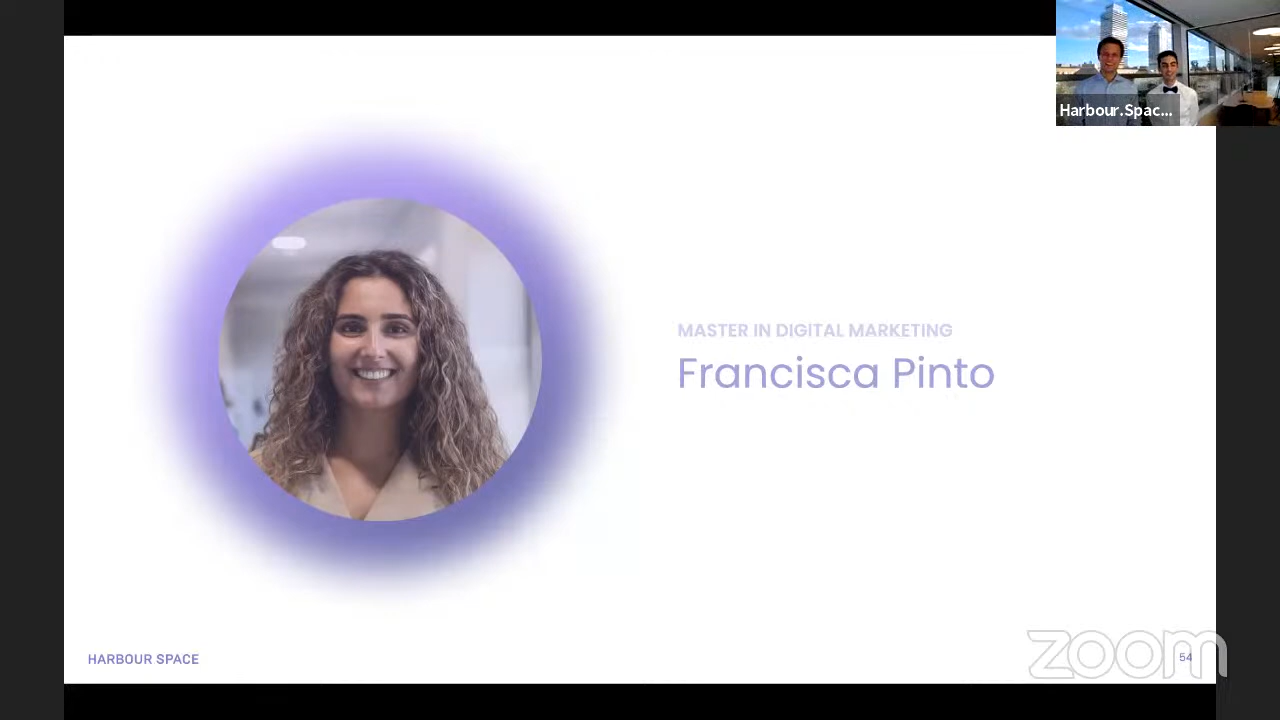 Harbour.Spac...
MASTER IN DIGITAL MARKETING
Francisca Pinto
HARBOUR SPACE
54
zoom